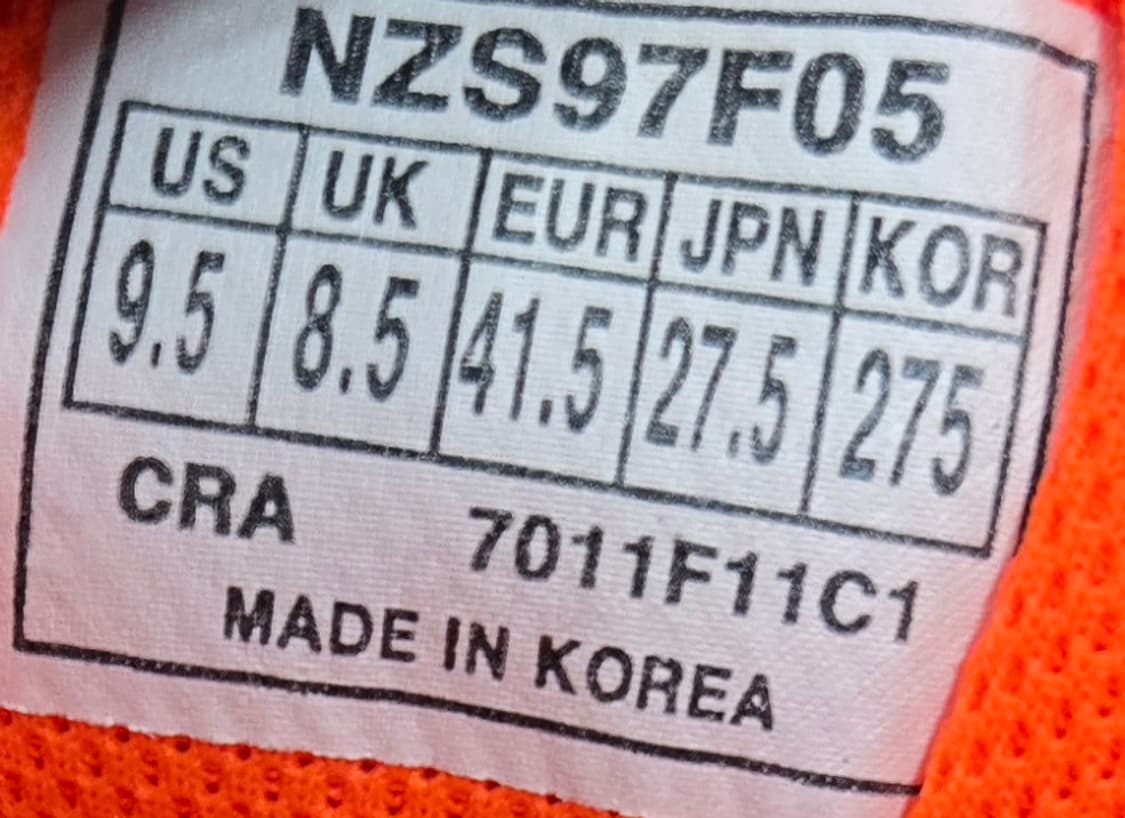 NZS97F05
US UK EUR JPN KOR
9.5 8.5 41.5 27.5 275
CRA 7011F11C1
MADE IN KOREA